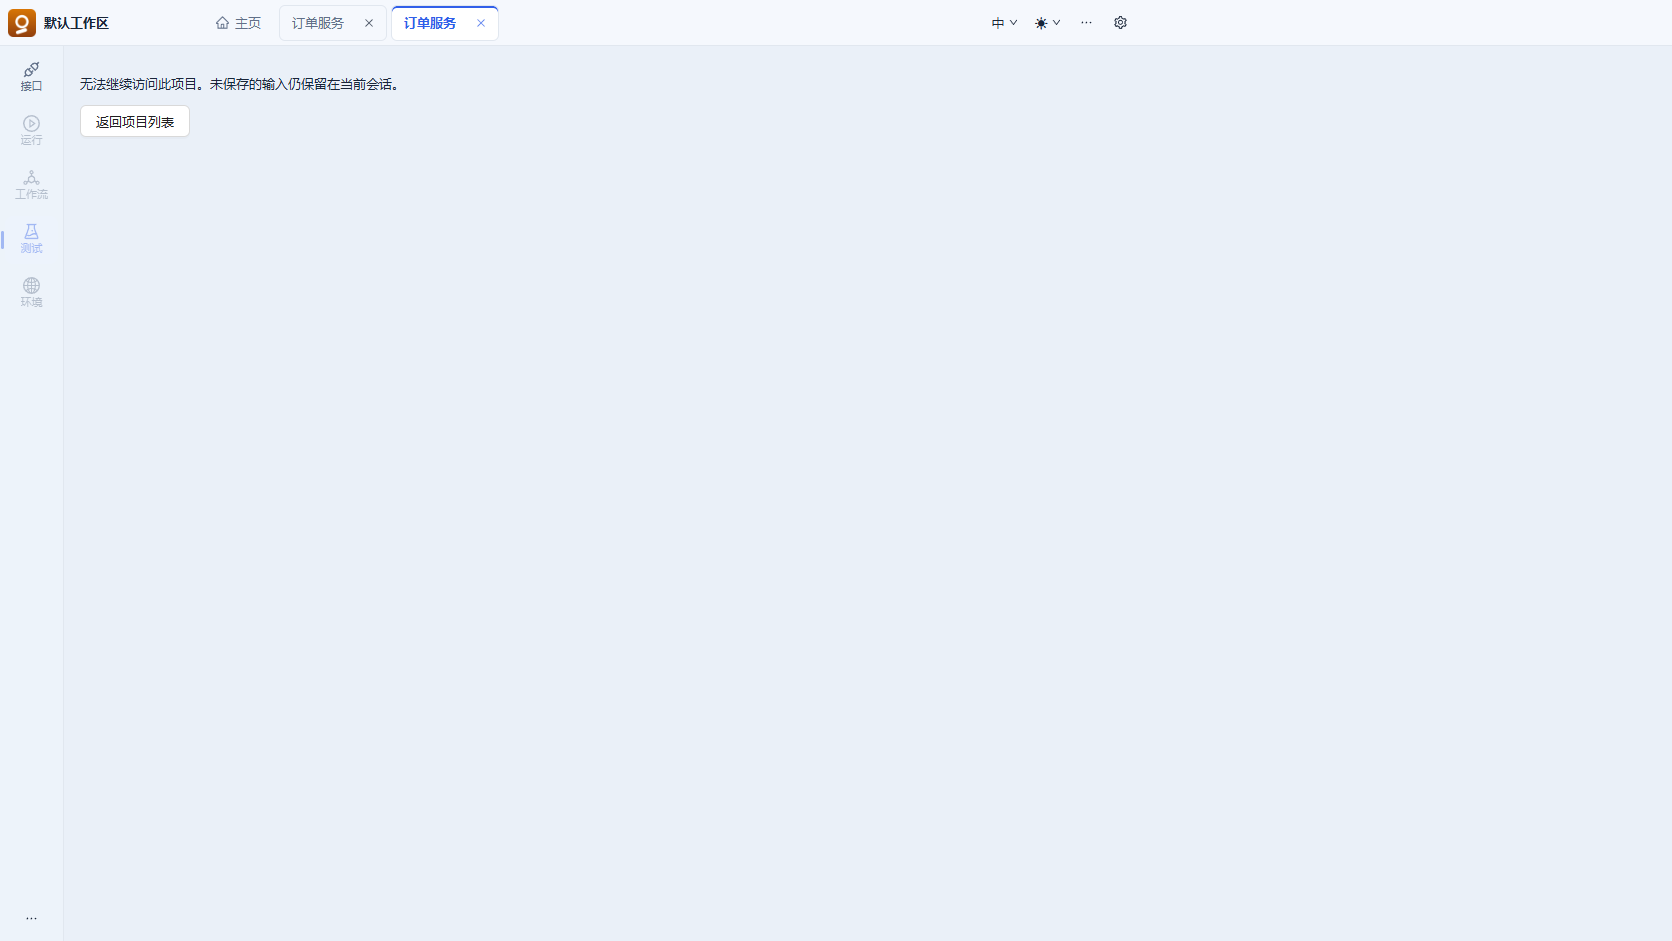 默认工作区
主页
订单服务
订单服务
中
接口
运行
工作流
测试
环境
无法继续访问此项目。未保存的输入仍保留在当前会话。
返回项目列表